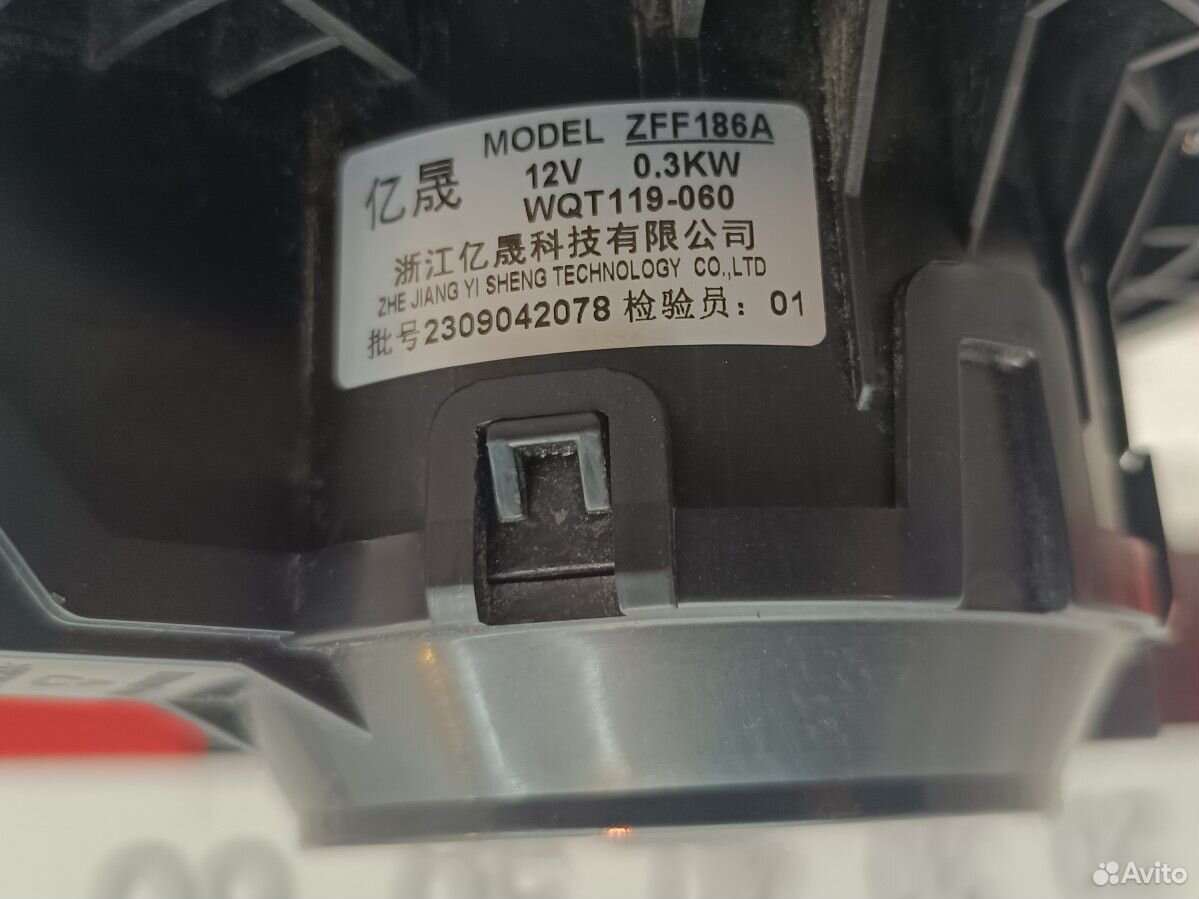 MODEL ZFF186A
亿晟
12V 0.3KW
WQT119-060
浙江亿晟科技有限公司
ZHE JIANG YI SHENG TECHNOLOGY CO.,LTD
批号2309042078 检验员：01
Avito